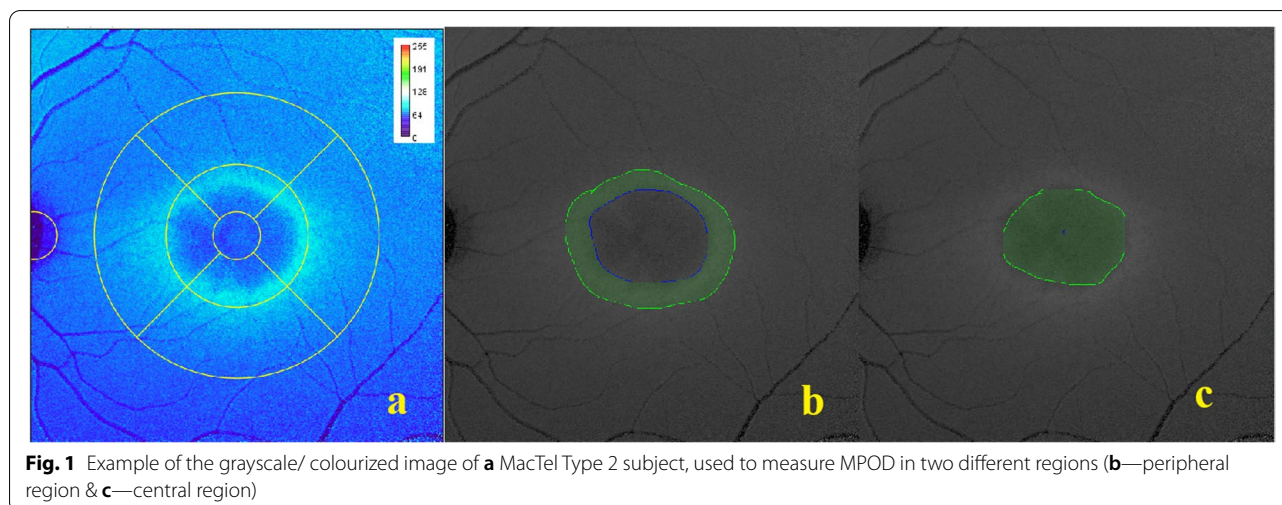 255
191
128
64
0
a
b
c
Fig. 1 Example of the grayscale/ colourized image of a MacTel Type 2 subject, used to measure MPOD in two different regions (b—peripheral
region & c—central region)